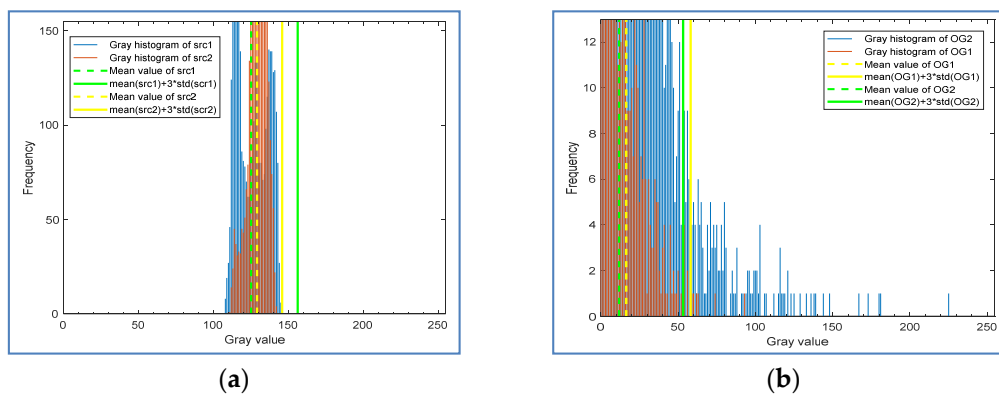 150
100
50
0
Frequency
Gray histogram of src1
Gray histogram of src2
Mean value of src1
mean(src1)+3*std(scr1)
Mean value of src2
mean(src2)+3*std(scr2)
0
50
100
150
200
250
Gray value
(a)
13
12
10
8
6
4
2
0
Frequency
Gray histogram of OG2
Gray histogram of OG1
Mean value of OG1
mean(OG1)+3*std(OG1)
Mean value of OG2
mean(OG2)+3*std(OG2)
0
50
100
150
200
250
Gray value
(b)